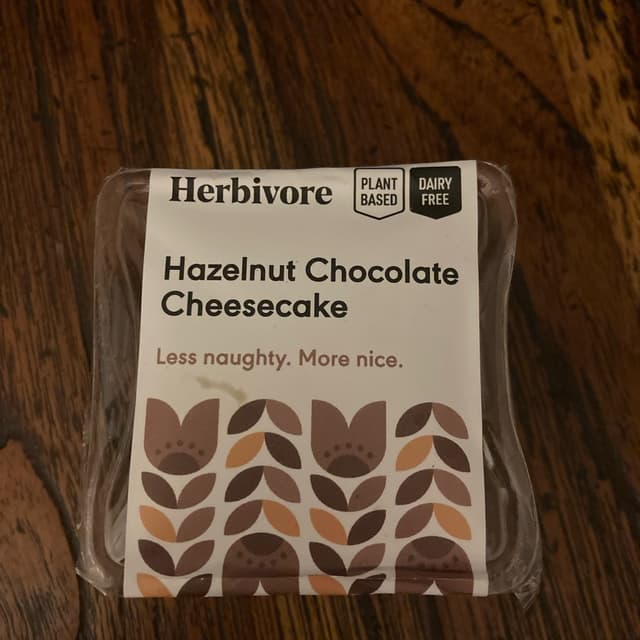 Herbivore
PLANT
BASED
DAIRY
FREE
Hazelnut Chocolate
Cheesecake
Less naughty. More nice.